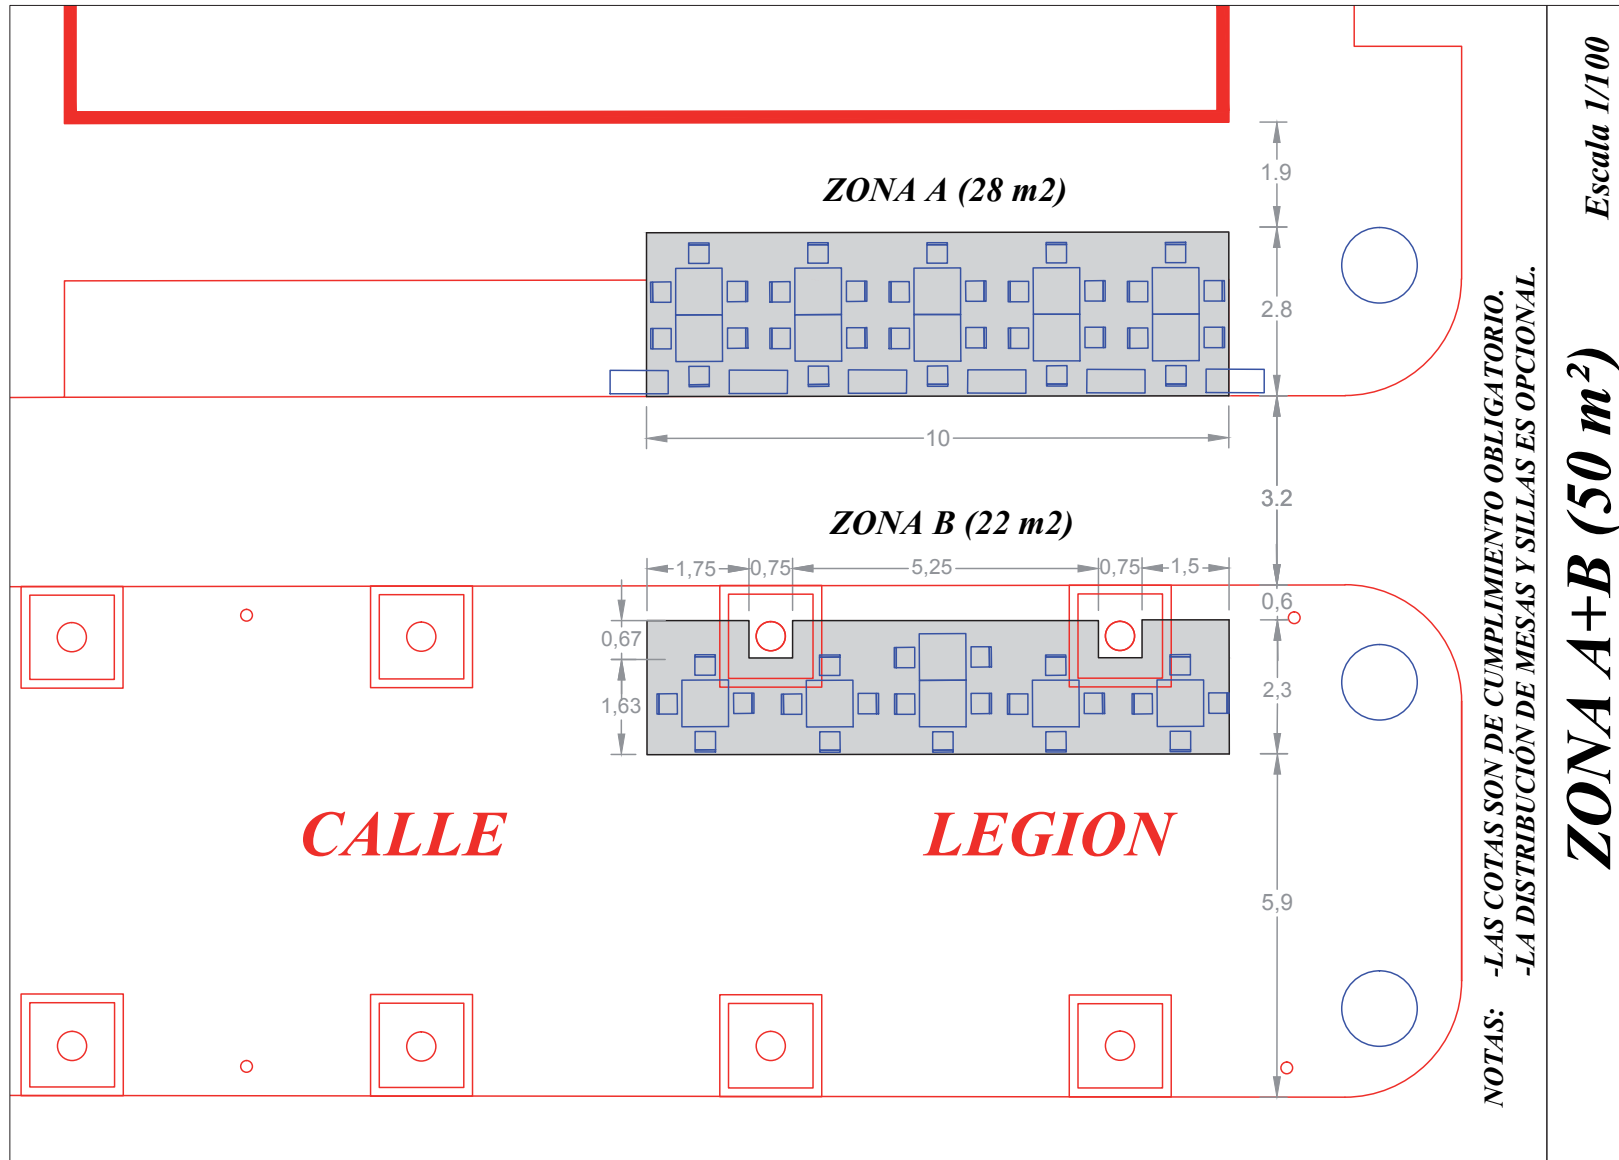 1.9
ZONA A (28 m2)
2.8
10
3.2
ZONA B (22 m2)
1,75
0,75
5,25
0,75
1,5
0,6
0,67
1,63
2,3
CALLE LEGION
5,9
NOTAS: -LAS COTAS SON DE CUMPLIMIENTO OBLIGATORIO.
-LA DISTRIBUCIÓN DE MESAS Y SILLAS ES OPCIONAL.
ZONA A+B (50 m²)
Escala 1/100